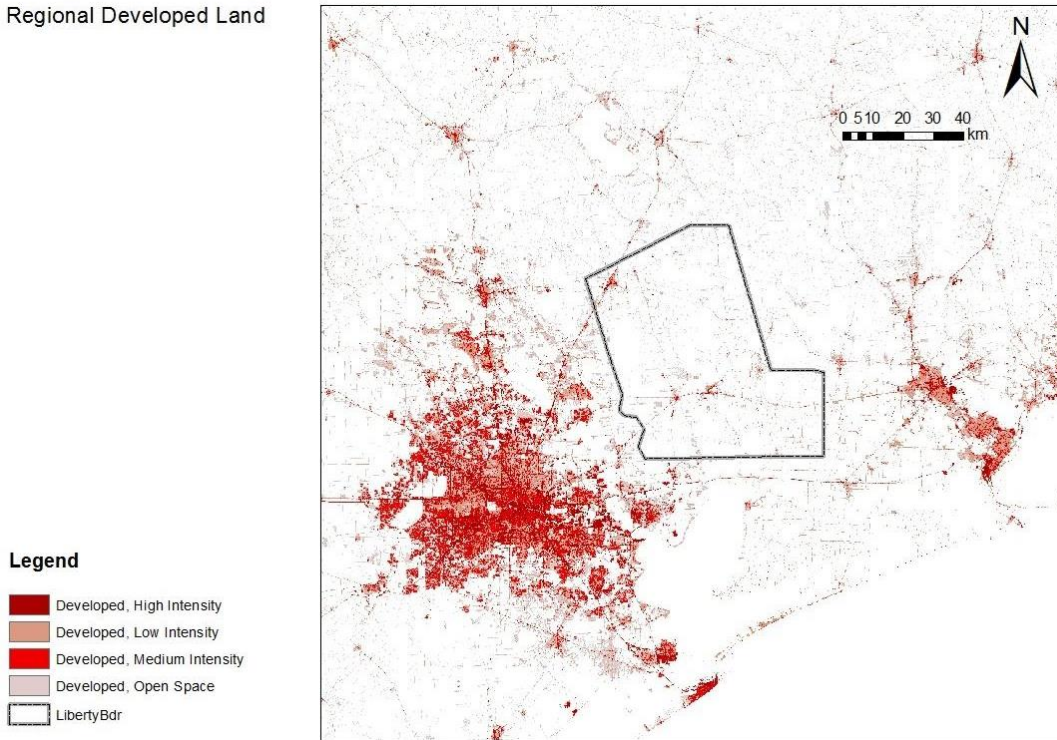 Regional Developed Land
N
0 5 10 20 30 40
km
Legend
Developed, High Intensity
Developed, Low Intensity
Developed, Medium Intensity
Developed, Open Space
LibertyBdr